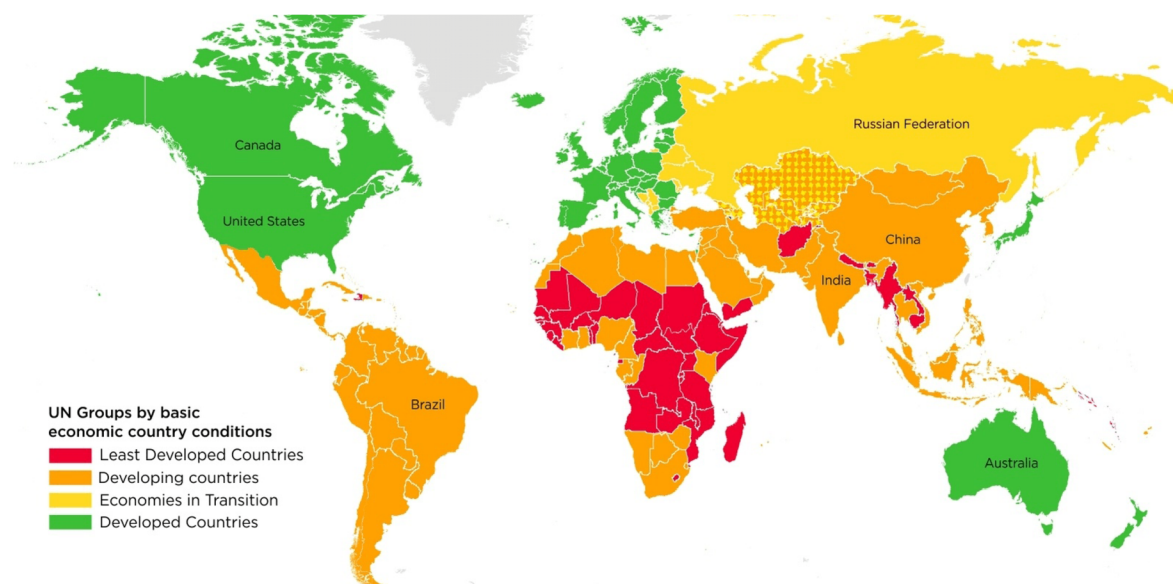 Canada
United States
Russian Federation
China
India
Brazil
Australia
UN Groups by basic
economic country conditions
Least Developed Countries
Developing countries
Economies in Transition
Developed Countries